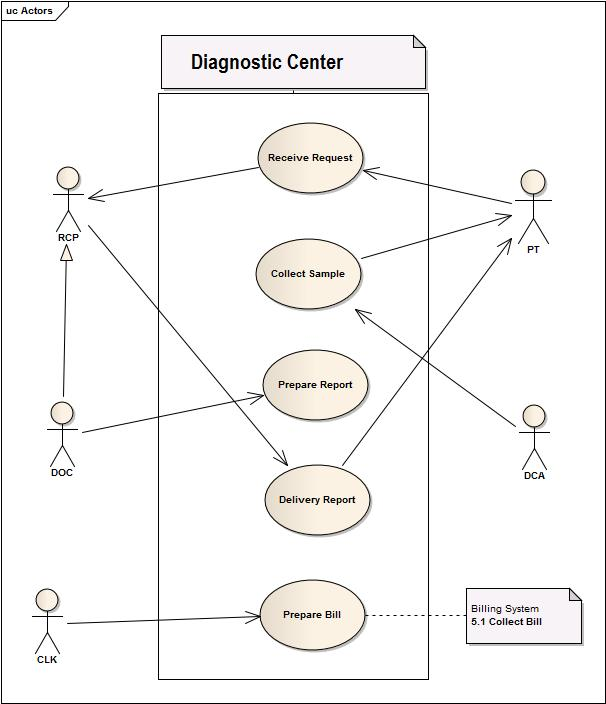 uc Actors
Diagnostic Center
Receive Request
RCP
PT
Collect Sample
Prepare Report
DOC
DCA
Delivery Report
Prepare Bill
Billing System
5.1 Collect Bill
CLK